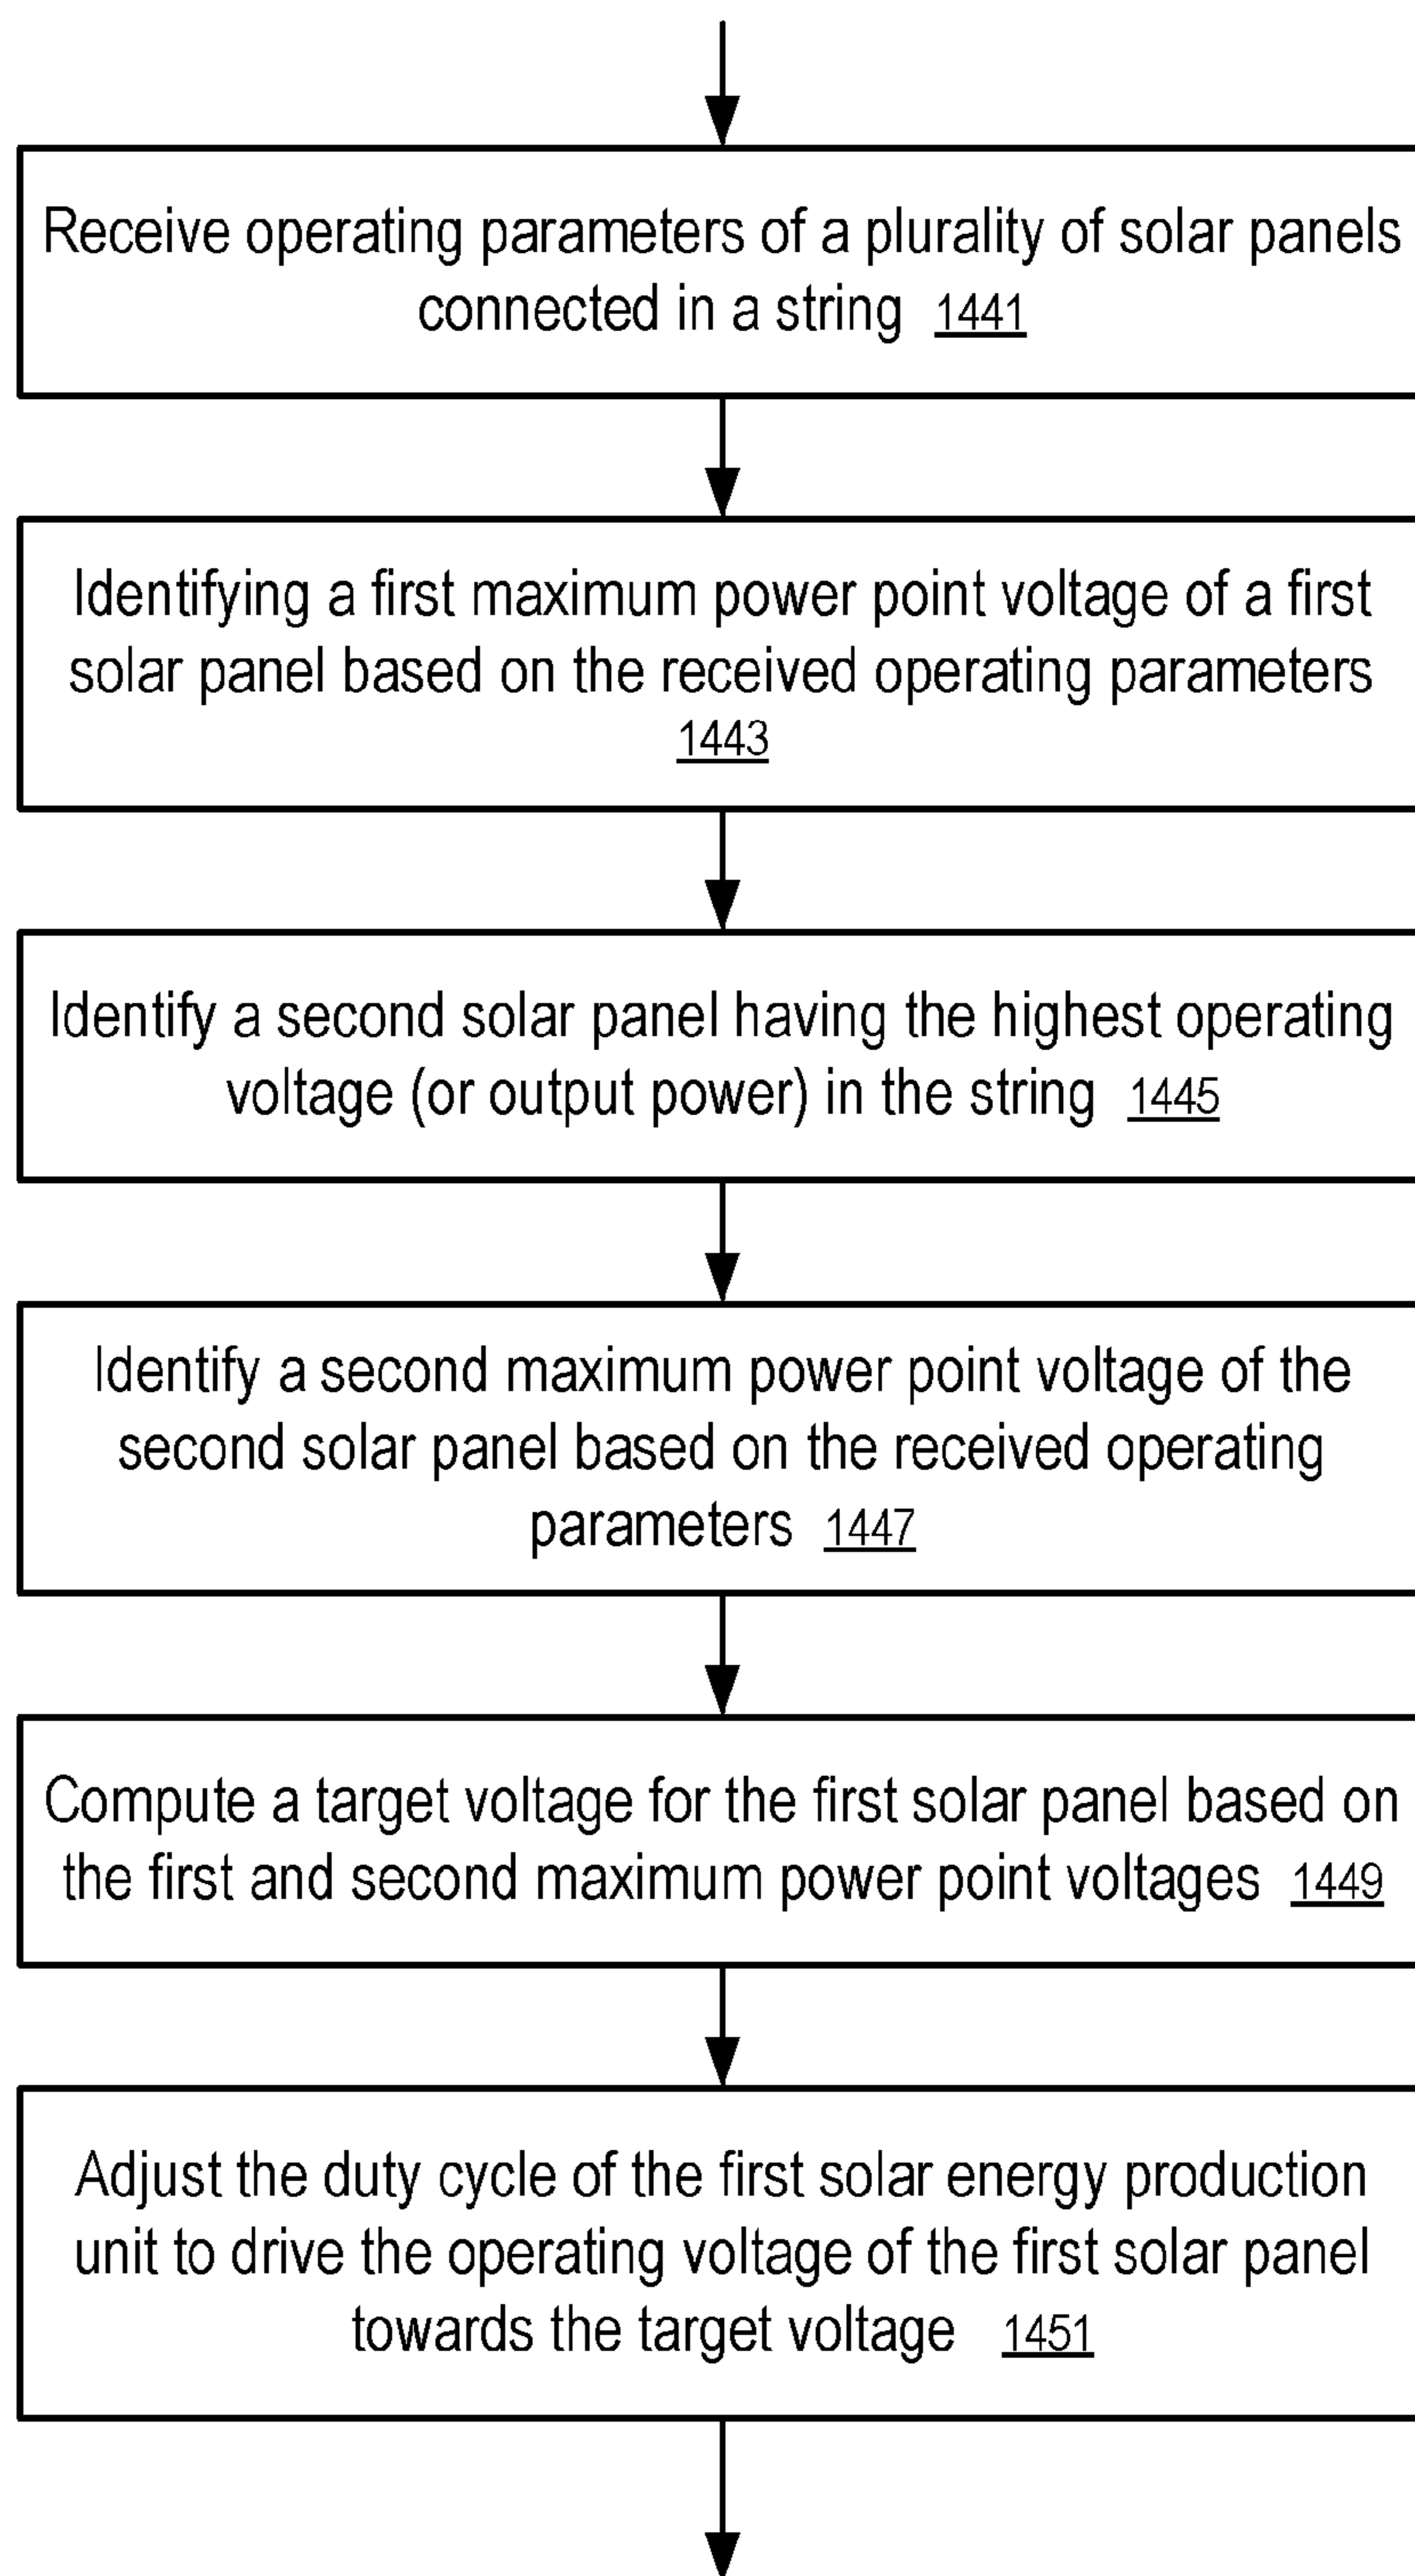 Receive operating parameters of a plurality of solar panels
connected in a string 1441
Identifying a first maximum power point voltage of a first
solar panel based on the received operating parameters
1443
Identify a second solar panel having the highest operating
voltage (or output power) in the string 1445
Identify a second maximum power point voltage of the
second solar panel based on the received operating
parameters 1447
Compute a target voltage for the first solar panel based on
the first and second maximum power point voltages 1449
Adjust the duty cycle of the first solar energy production
unit to drive the operating voltage of the first solar panel
towards the target voltage 1451